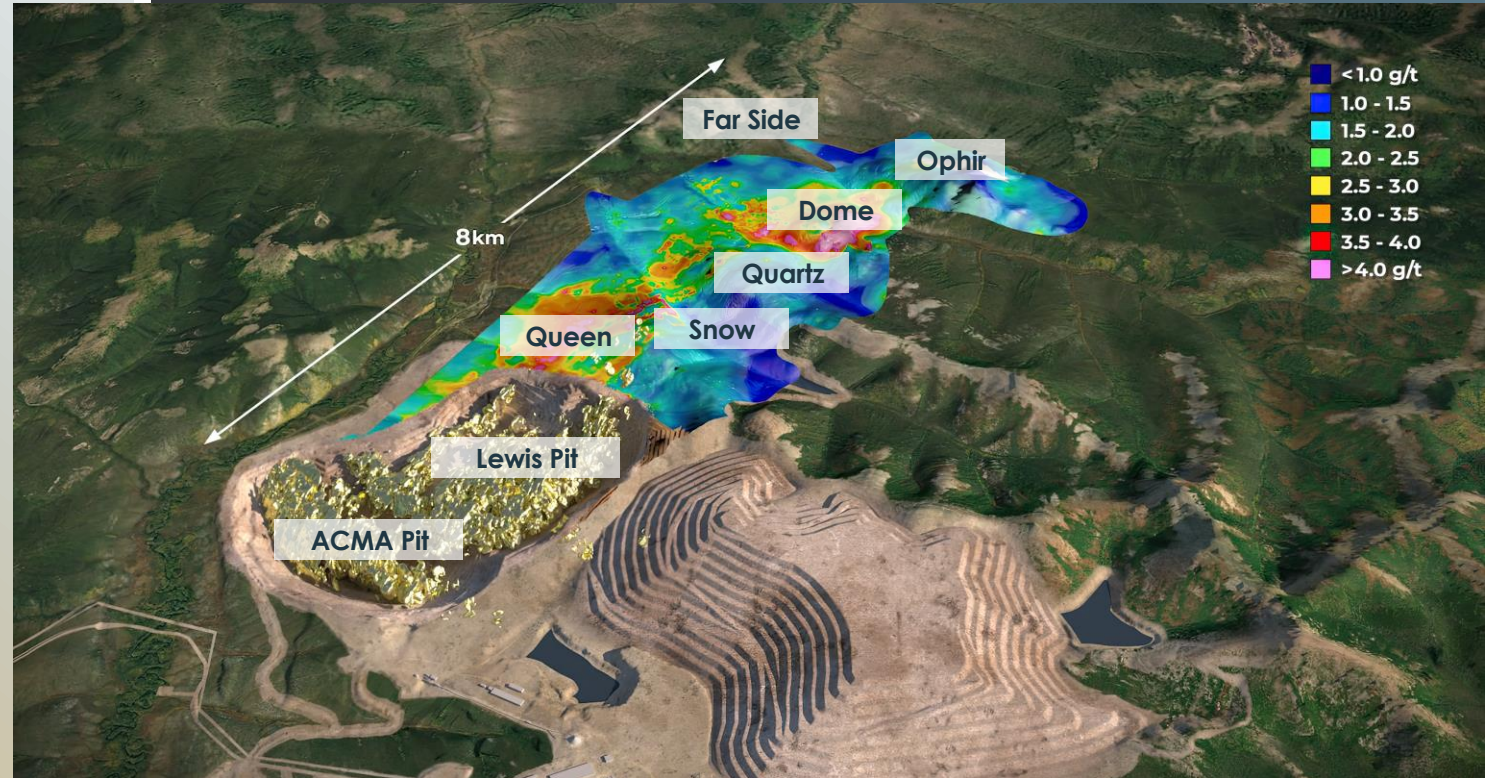 Far Side
Ophir
Dome
8km
Quartz
Queen
Snow
Lewis Pit
ACMA Pit
<1.0 g/t
1.0 - 1.5
1.5 - 2.0
2.0 - 2.5
2.5 - 3.0
3.0 - 3.5
3.5 - 4.0
>4.0 g/t